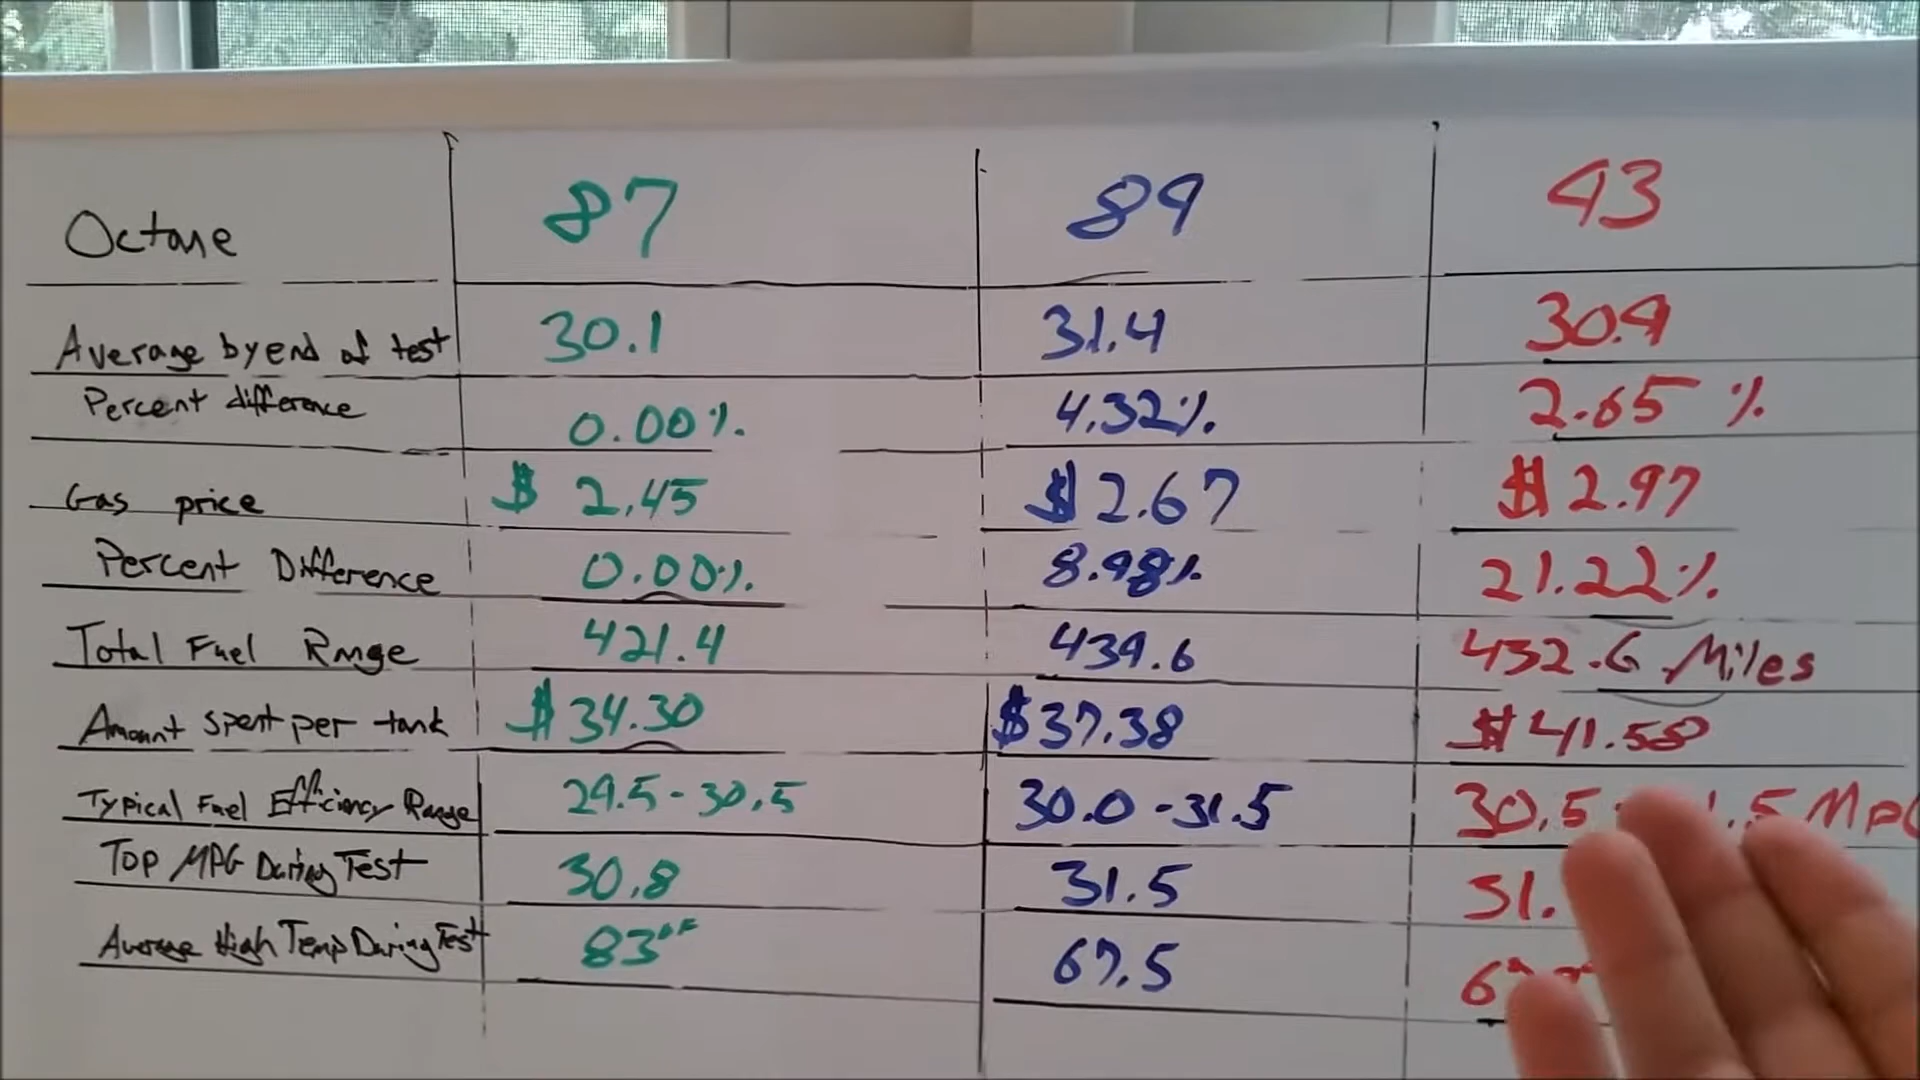 Octane 87 89 93
Average by end of test 30.1 31.4 30.9
Percent difference 0.00% 4.32% 2.65 %
Gas price $ 2.45 $ 2.67 $ 2.97
Percent Difference 0.00% 8.98% 21.22%
Total Fuel Range 421.4 439.6 432.6 Miles
Amount spent per tank $34.30 $37.38 $41.58
Typical Fuel Efficiency Range 29.5-30.5 30.0-31.5 30.5 .5 MPG
Top MPG During Test 30.8 31.5 31.
Average High Temp During Test 83°F 67.5